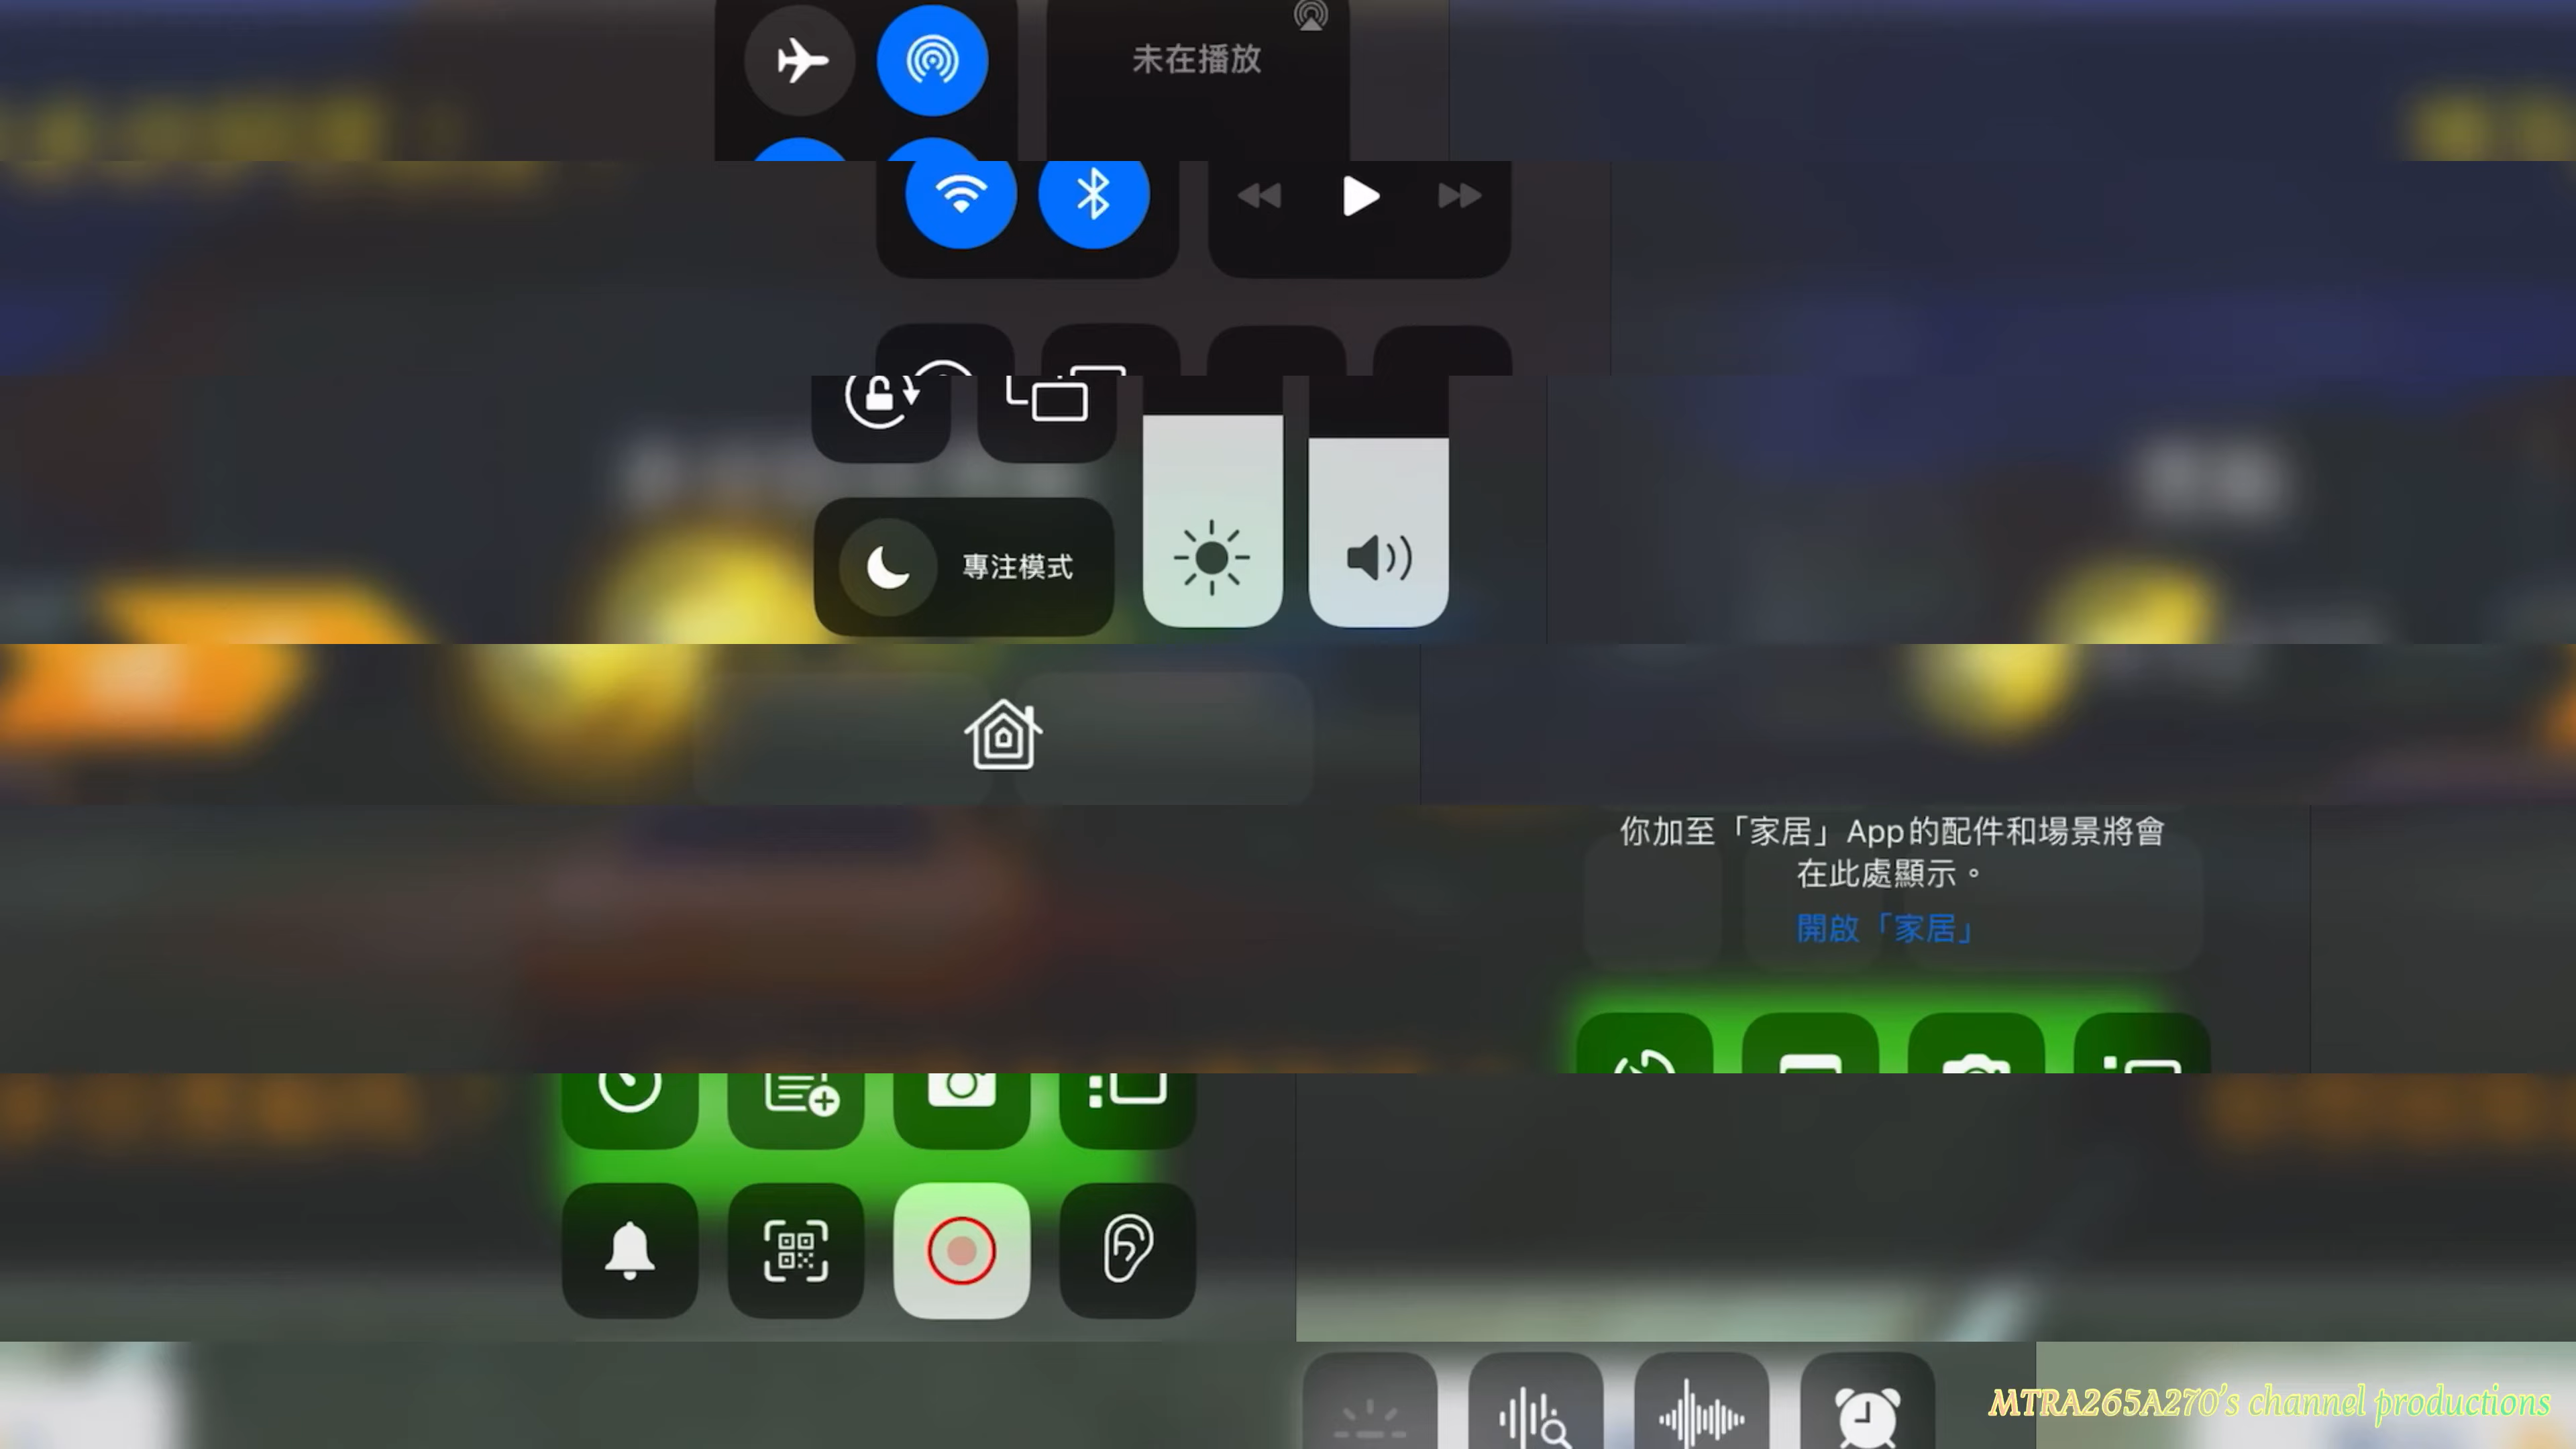 未在播放
專注模式
你加至「家居」App的配件和場景將會
在此處顯示。
開啟「家居」
MTRA265A270's channel productions